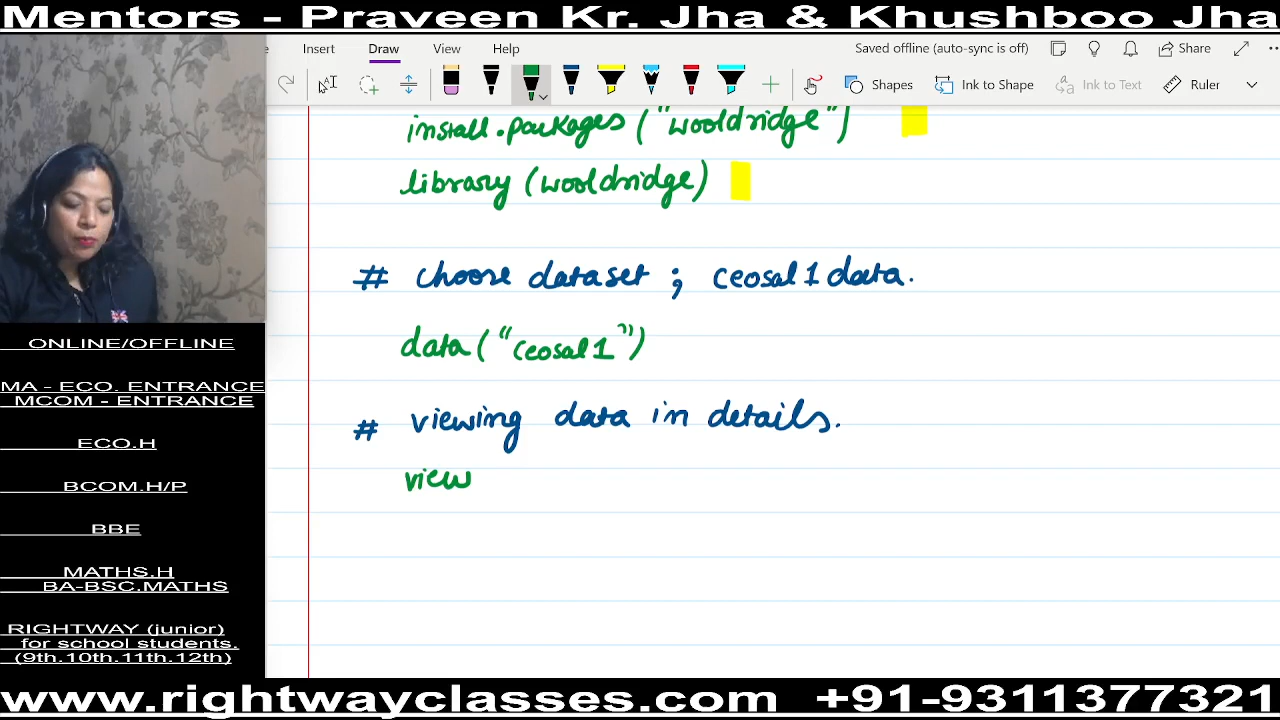 Mentors - Praveen Kr. Jha & Khushboo Jha
Insert Draw View Help Saved offline (auto-sync is off) Share
Shapes Ink to Shape Ink to Text Ruler
install.packages ("wooldridge")
library (wooldridge)
# choose dataset ; ceosal1 data.
data ("ceosal1")
# viewing data in details.
view
ONLINE/OFFLINE
MA - ECO. ENTRANCE
MCOM - ENTRANCE
ECO.H
BCOM.H/P
BBE
MATHS.H
BA-BSC.MATHS
RIGHTWAY (junior)
for school students.
(9th.10th.11th.12th)
www.rightwayclasses.com +91-9311377321